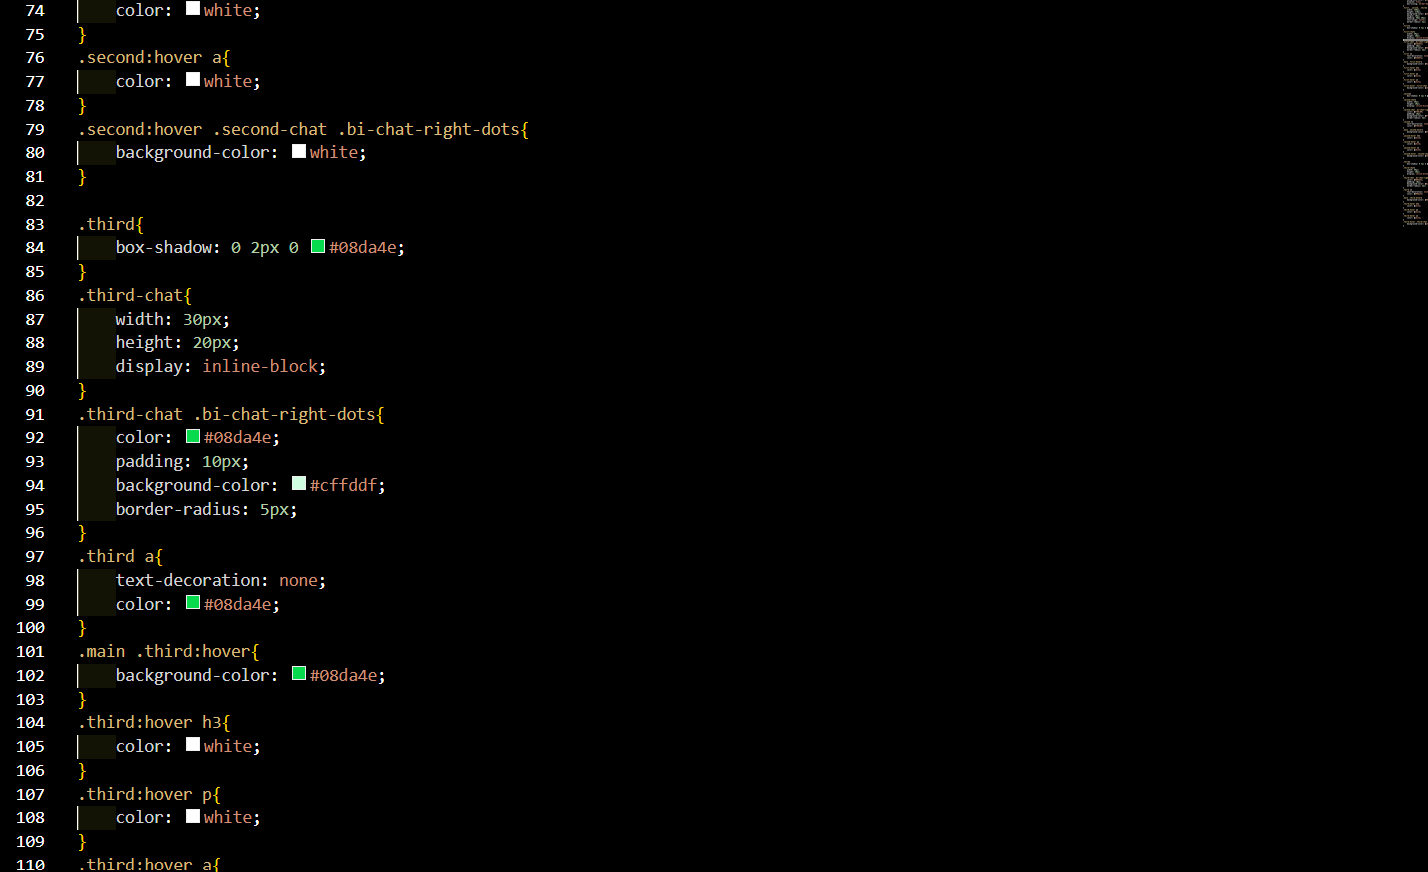 74 color: white;
75 }
76 .second:hover a{
77 color: white;
78 }
79 .second:hover .second-chat .bi-chat-right-dots{
80 background-color: white;
81 }
82
83 .third{
84 box-shadow: 0 2px 0 #08da4e;
85 }
86 .third-chat{
87 width: 30px;
88 height: 20px;
89 display: inline-block;
90 }
91 .third-chat .bi-chat-right-dots{
92 color: #08da4e;
93 padding: 10px;
94 background-color: #cffddf;
95 border-radius: 5px;
96 }
97 .third a{
98 text-decoration: none;
99 color: #08da4e;
100 }
101 .main .third:hover{
102 background-color: #08da4e;
103 }
104 .third:hover h3{
105 color: white;
106 }
107 .third:hover p{
108 color: white;
109 }
110 .third:hover a{